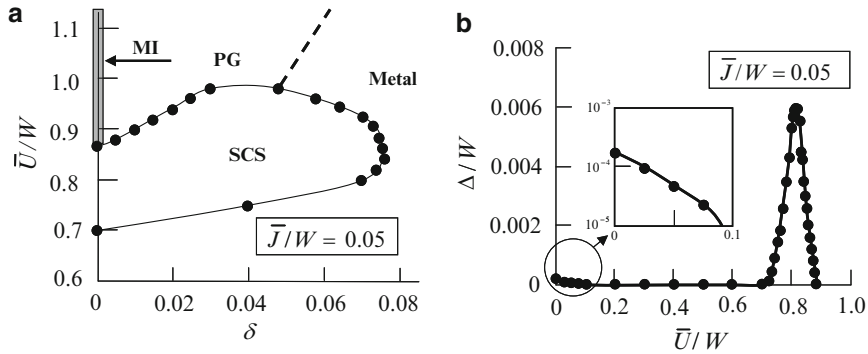 a
1.1
1.0
0.9
0.8
0.7
0.6
U̅/W
MI
PG
Metal
SCS
J̅/W = 0.05
0
0.02
0.04
0.06
0.08
δ
b
0.008
0.006
0.004
0.002
0
Δ/W
J̅/W = 0.05
10⁻³
10⁻⁴
10⁻⁵
0
0.1
0
0.2
0.4
0.6
0.8
1.0
U̅/W